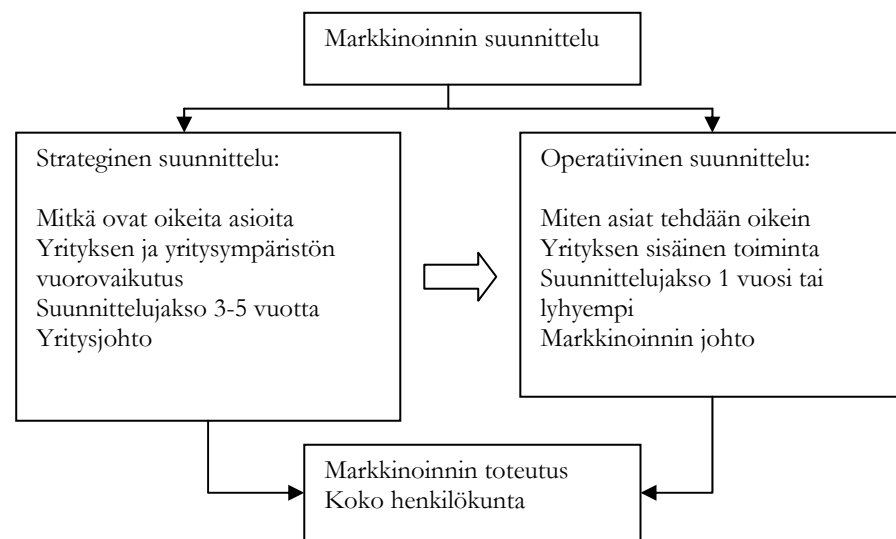 Markkinoinnin suunnittelu
Strateginen suunnittelu:
Mitkä ovat oikeita asioita
Yrityksen ja yritysympäristön
vuorovaikutus
Suunnittelujakso 3-5 vuotta
Yritysjohto
Operatiivinen suunnittelu:
Miten asiat tehdään oikein
Yrityksen sisäinen toiminta
Suunnittelujakso 1 vuosi tai
lyhyempi
Markkinoinnin johto
Markkinoinnin toteutus
Koko henkilökunta